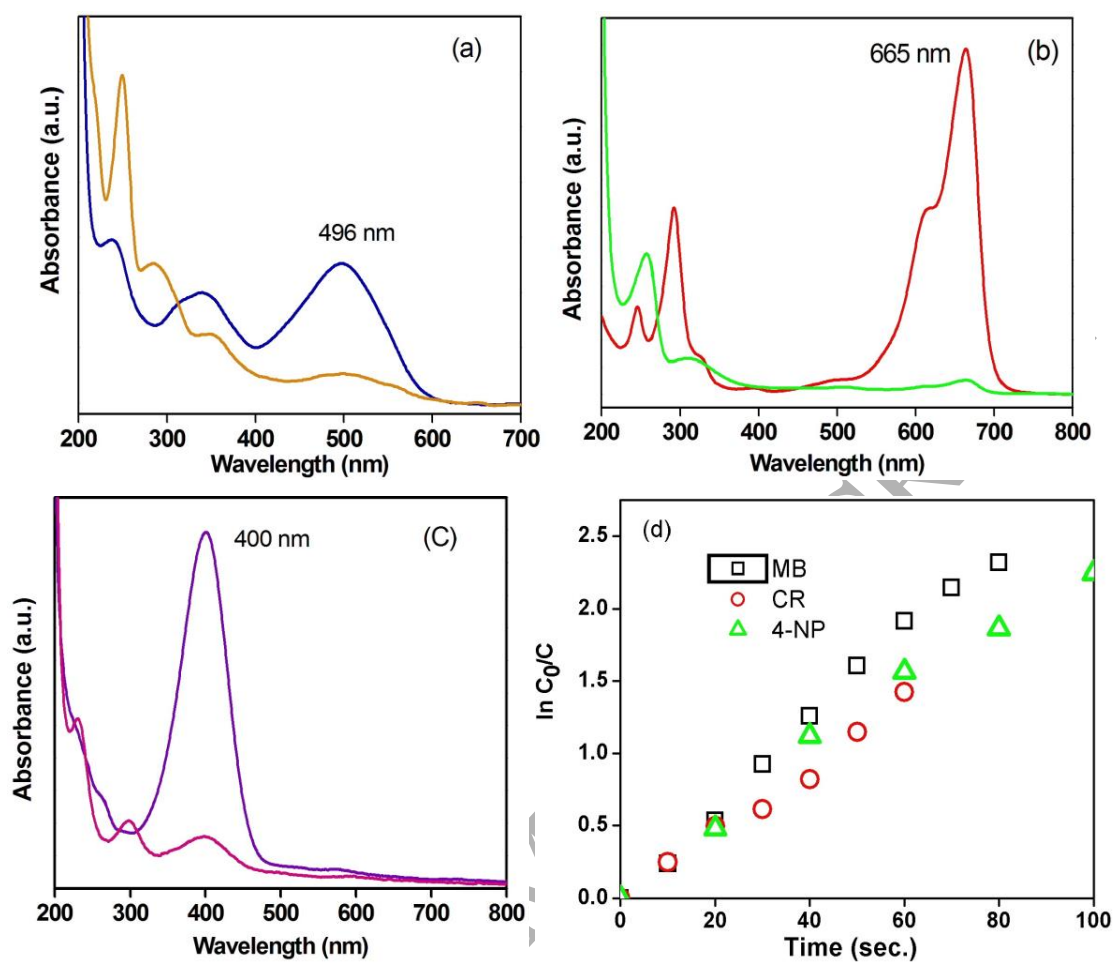 (a)
496 nm
Absorbance (a.u.)
200 300 400 500 600 700
Wavelength (nm)
(b)
665 nm
Absorbance (a.u.)
200 300 400 500 600 700 800
Wavelength (nm)
(C)
400 nm
Absorbance (a.u.)
200 300 400 500 600 700 800
Wavelength (nm)
(d)
MB
CR
4-NP
ln C0/C
2.5
2.0
1.5
1.0
0.5
0.0
0 20 40 60 80 100
Time (sec.)